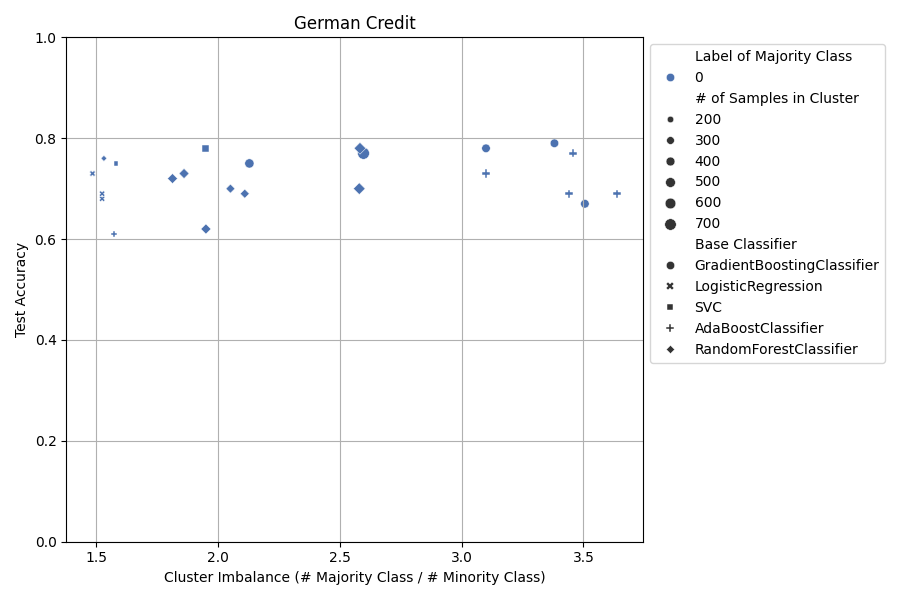 German Credit
1.0
0.8
0.6
0.4
0.2
0.0
Test Accuracy
1.5
2.0
2.5
3.0
3.5
Cluster Imbalance (# Majority Class / # Minority Class)
Label of Majority Class
0
# of Samples in Cluster
200
300
400
500
600
700
Base Classifier
GradientBoostingClassifier
LogisticRegression
SVC
AdaBoostClassifier
RandomForestClassifier